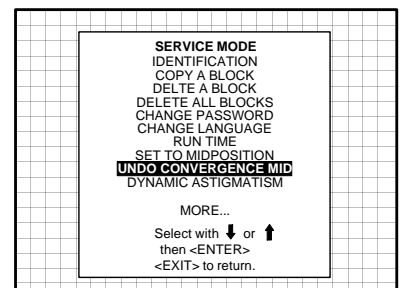 SERVICE MODE
IDENTIFICATION
COPY A BLOCK
DELTE A BLOCK
DELETE ALL BLOCKS
CHANGE PASSWORD
CHANGE LANGUAGE
RUN TIME
SET TO MIDPOSITION
UNDO CONVERGENCE MID
DYNAMIC ASTIGMATISM
MORE...
Select with ⬇ or ⬆
then <ENTER>
<EXIT> to return.